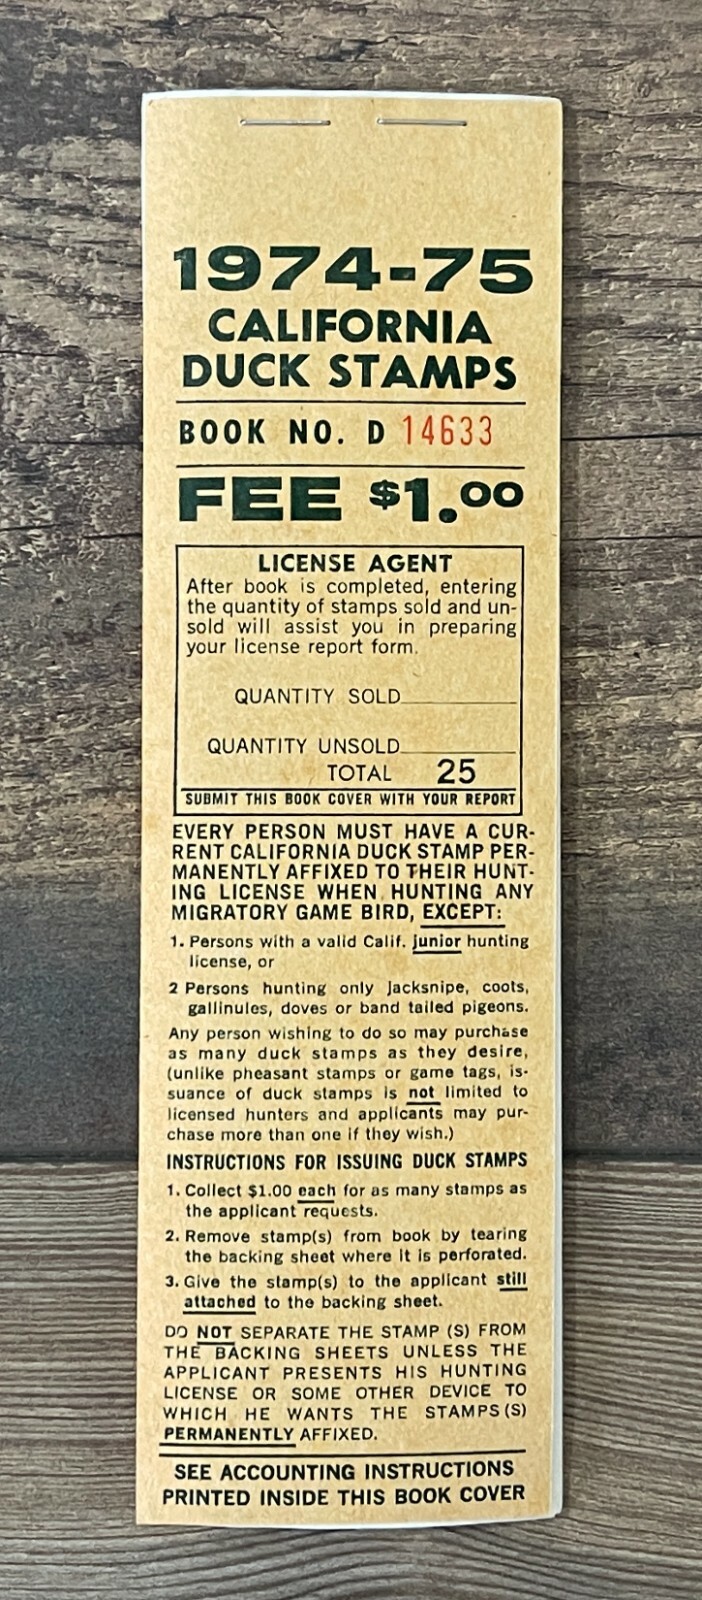 1974-75
CALIFORNIA
DUCK STAMPS
BOOK NO. D 14633
FEE $1.00
LICENSE AGENT
After book is completed, entering
the quantity of stamps sold and un-
sold will assist you in preparing
your license report form.
QUANTITY SOLD
QUANTITY UNSOLD
TOTAL 25
SUBMIT THIS BOOK COVER WITH YOUR REPORT
EVERY PERSON MUST HAVE A CUR-
RENT CALIFORNIA DUCK STAMP PER-
MANENTLY AFFIXED TO THEIR HUNT-
ING LICENSE WHEN HUNTING ANY
MIGRATORY GAME BIRD, EXCEPT:
1. Persons with a valid Calif. junior hunting
license, or
2 Persons hunting only jacksnipe, coots,
gallinules, doves or band tailed pigeons.
Any person wishing to do so may purchase
as many duck stamps as they desire,
(unlike pheasant stamps or game tags, is-
suance of duck stamps is not limited to
licensed hunters and applicants may pur-
chase more than one if they wish.)
INSTRUCTIONS FOR ISSUING DUCK STAMPS
1. Collect $1.00 each for as many stamps as
the applicant requests.
2. Remove stamp(s) from book by tearing
the backing sheet where it is perforated.
3. Give the stamp(s) to the applicant still
attached to the backing sheet.
DO NOT SEPARATE THE STAMP (S) FROM
THE BACKING SHEETS UNLESS THE
APPLICANT PRESENTS HIS HUNTING
LICENSE OR SOME OTHER DEVICE TO
WHICH HE WANTS THE STAMPS (S)
PERMANENTLY AFFIXED.
SEE ACCOUNTING INSTRUCTIONS
PRINTED INSIDE THIS BOOK COVER